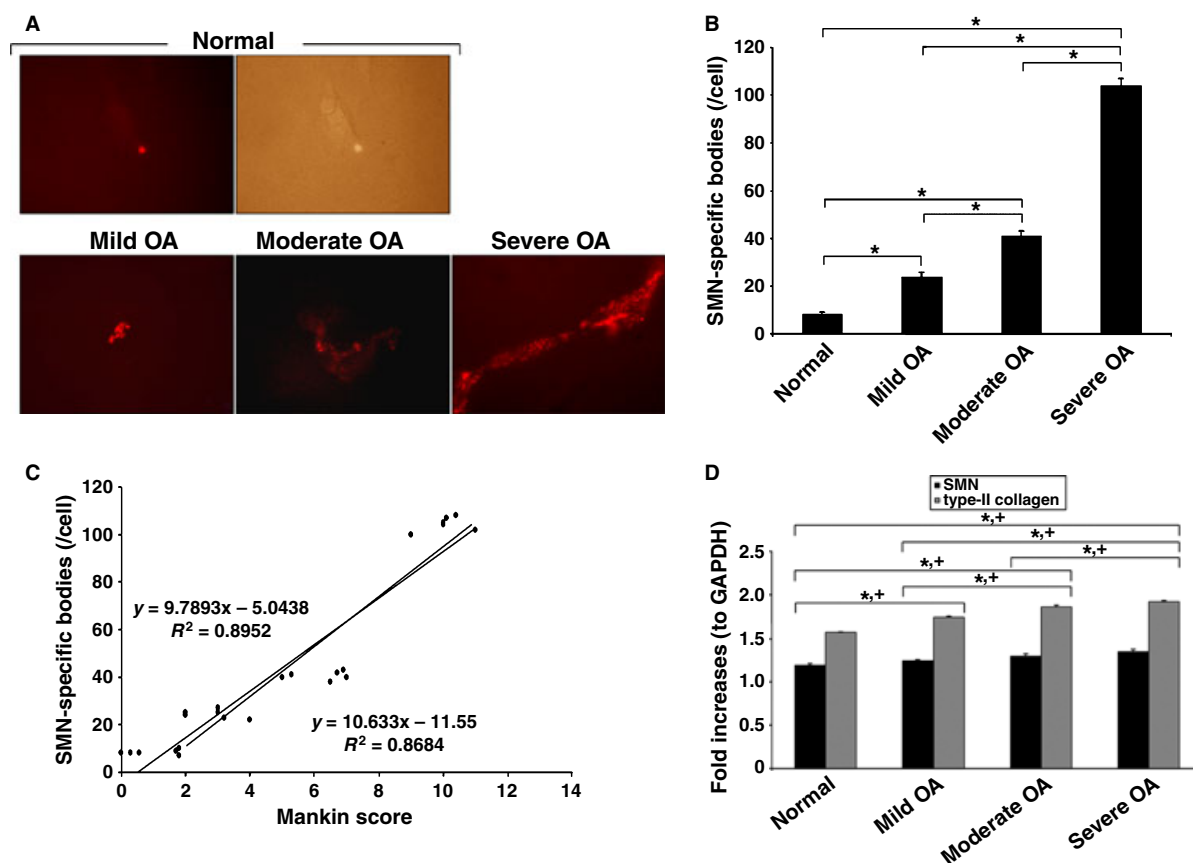 A
Normal
Mild OA Moderate OA Severe OA
B
SMN-specific bodies (/cell)
120
100
80
60
40
20
0
*
*
*
*
*
*
Normal
Mild OA
Moderate OA
Severe OA
C
SMN-specific bodies (/cell)
120
100
80
60
40
20
0
y = 9.7893x – 5.0438
R² = 0.8952
y = 10.633x – 11.55
R² = 0.8684
0 2 4 6 8 10 12 14
Mankin score
D
SMN
type-II collagen
Fold increases (to GAPDH)
2.5
2.0
1.5
1.0
0.5
0
*,+
*,+
*,+
*,+
*,+
*,+
Normal
Mild OA
Moderate OA
Severe OA